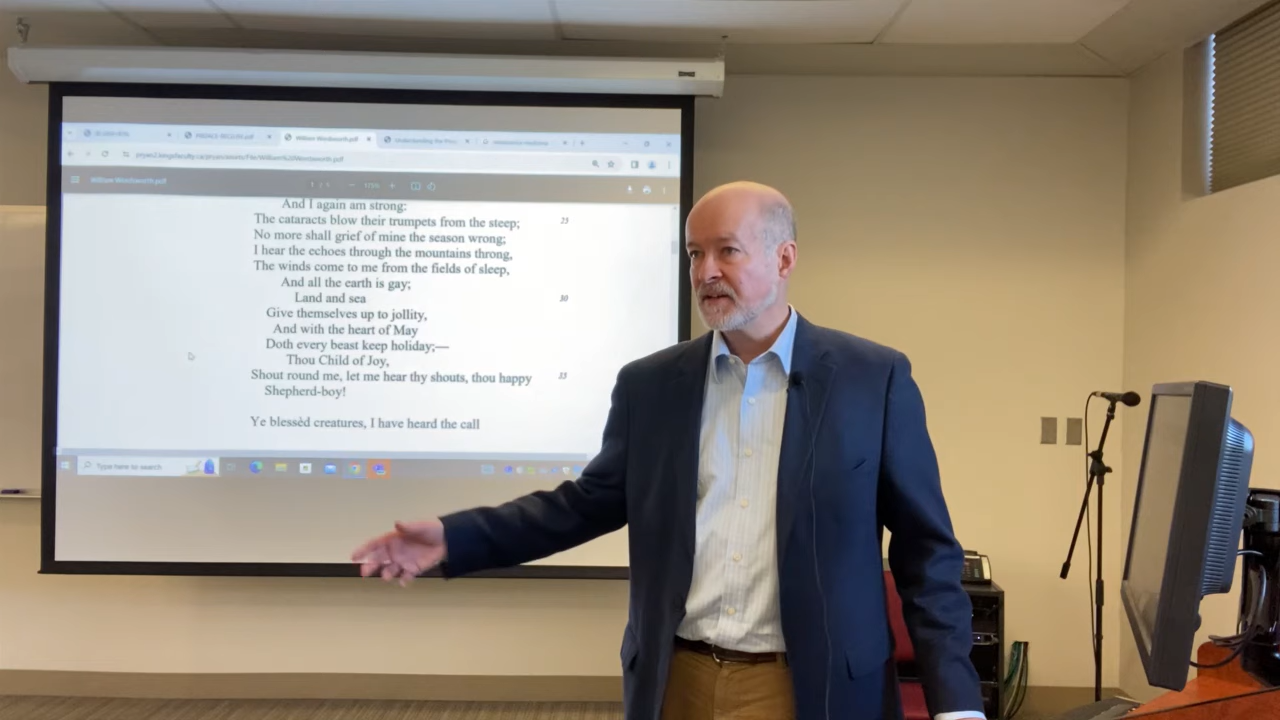 William Wordsworth.pdf
William Wordsworth.pdf
And I again am strong:
The cataracts blow their trumpets from the steep; 25
No more shall grief of mine the season wrong;
I hear the echoes through the mountains throng,
The winds come to me from the fields of sleep,
And all the earth is gay;
Land and sea 30
Give themselves up to jollity,
And with the heart of May
Doth every beast keep holiday;—
Thou Child of Joy,
Shout round me, let me hear thy shouts, thou happy 35
Shepherd-boy!
Ye blessèd creatures, I have heard the call
Type here to search